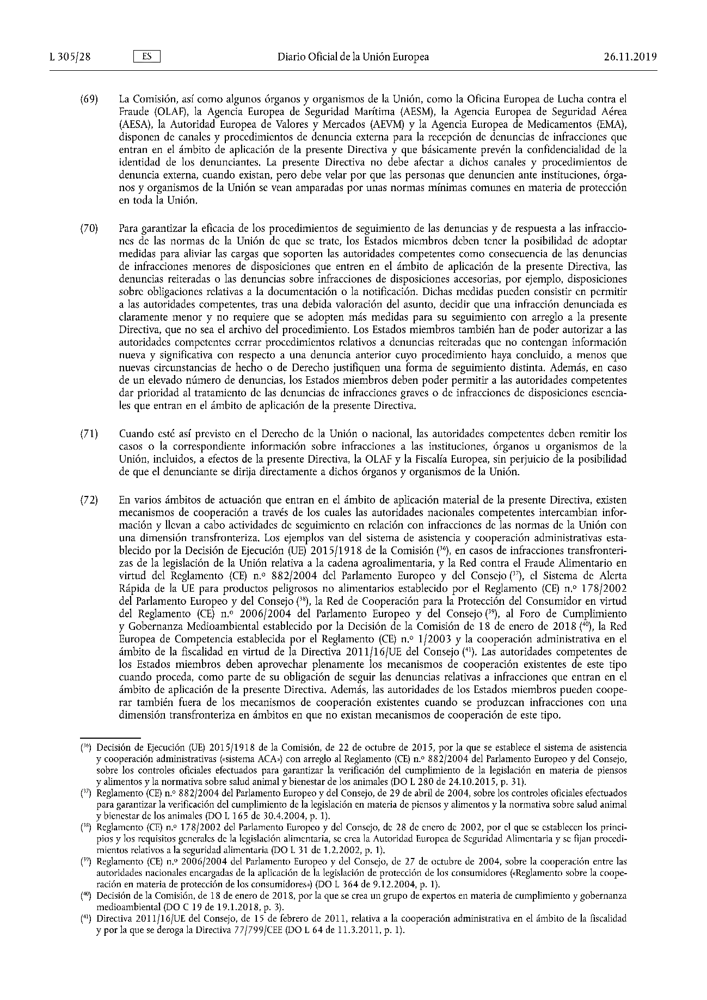 L 305/28
ES
Diario Oficial de la Unión Europea
26.11.2019
(69) La Comisión, así como algunos órganos y organismos de la Unión, como la Oficina Europea de Lucha contra el
Fraude (OLAF), la Agencia Europea de Seguridad Marítima (AESM), la Agencia Europea de Seguridad Aérea
(AESA), la Autoridad Europea de Valores y Mercados (AEVM) y la Agencia Europea de Medicamentos (EMA),
disponen de canales y procedimientos de denuncia externa para la recepción de denuncias de infracciones que
entran en el ámbito de aplicación de la presente Directiva y que básicamente prevén la confidencialidad de la
identidad de los denunciantes. La presente Directiva no debe afectar a dichos canales y procedimientos de
denuncia externa, cuando existan, pero debe velar por que las personas que denuncien ante instituciones, órga-
nos y organismos de la Unión se vean amparadas por unas normas mínimas comunes en materia de protección
en toda la Unión.
(70) Para garantizar la eficacia de los procedimientos de seguimiento de las denuncias y de respuesta a las infraccio-
nes de las normas de la Unión de que se trate, los Estados miembros deben tener la posibilidad de adoptar
medidas para aliviar las cargas que soporten las autoridades competentes como consecuencia de las denuncias
de infracciones menores de disposiciones que entren en el ámbito de aplicación de la presente Directiva, las
denuncias reiteradas o las denuncias sobre infracciones de disposiciones accesorias, por ejemplo, disposiciones
sobre obligaciones relativas a la documentación o la notificación. Dichas medidas pueden consistir en permitir
a las autoridades competentes, tras una debida valoración del asunto, decidir que una infracción denunciada es
claramente menor y no requiere que se adopten más medidas para su seguimiento con arreglo a la presente
Directiva, que no sea el archivo del procedimiento. Los Estados miembros también han de poder autorizar a las
autoridades competentes cerrar procedimientos relativos a denuncias reiteradas que no contengan información
nueva y significativa con respecto a una denuncia anterior cuyo procedimiento haya concluido, a menos que
nuevas circunstancias de hecho o de Derecho justifiquen una forma de seguimiento distinta. Además, en caso
de un elevado número de denuncias, los Estados miembros deben poder permitir a las autoridades competentes
dar prioridad al tratamiento de las denuncias de infracciones graves o de infracciones de disposiciones esencia-
les que entran en el ámbito de aplicación de la presente Directiva.
(71) Cuando esté así previsto en el Derecho de la Unión o nacional, las autoridades competentes deben remitir los
casos o la correspondiente información sobre infracciones a las instituciones, órganos u organismos de la
Unión, incluidos, a efectos de la presente Directiva, la OLAF y la Fiscalía Europea, sin perjuicio de la posibilidad
de que el denunciante se dirija directamente a dichos órganos y organismos de la Unión.
(72) En varios ámbitos de actuación que entran en el ámbito de aplicación material de la presente Directiva, existen
mecanismos de cooperación a través de los cuales las autoridades nacionales competentes intercambian infor-
mación y llevan a cabo actividades de seguimiento en relación con infracciones de las normas de la Unión con
una dimensión transfronteriza. Los ejemplos van del sistema de asistencia y cooperación administrativas esta-
blecido por la Decisión de Ejecución (UE) 2015/1918 de la Comisión (36), en casos de infracciones transfronteri-
zas de la legislación de la Unión relativa a la cadena agroalimentaria, y la Red contra el Fraude Alimentario en
virtud del Reglamento (CE) n.º 882/2004 del Parlamento Europeo y del Consejo (37), el Sistema de Alerta
Rápida de la UE para productos peligrosos no alimentarios establecido por el Reglamento (CE) n.º 178/2002
del Parlamento Europeo y del Consejo (38), la Red de Cooperación para la Protección del Consumidor en virtud
del Reglamento (CE) n.º 2006/2004 del Parlamento Europeo y del Consejo (39), al Foro de Cumplimiento
y Gobernanza Medioambiental establecido por la Decisión de la Comisión de 18 de enero de 2018 (40), la Red
Europea de Competencia establecida por el Reglamento (CE) n.º 1/2003 y la cooperación administrativa en el
ámbito de la fiscalidad en virtud de la Directiva 2011/16/UE del Consejo (41). Las autoridades competentes de
los Estados miembros deben aprovechar plenamente los mecanismos de cooperación existentes de este tipo
cuando proceda, como parte de su obligación de seguir las denuncias relativas a infracciones que entran en el
ámbito de aplicación de la presente Directiva. Además, las autoridades de los Estados miembros pueden coope-
rar también fuera de los mecanismos de cooperación existentes cuando se produzcan infracciones con una
dimensión transfronteriza en ámbitos en que no existan mecanismos de cooperación de este tipo.
(36) Decisión de Ejecución (UE) 2015/1918 de la Comisión, de 22 de octubre de 2015, por la que se establece el sistema de asistencia
y cooperación administrativas («sistema ACA») con arreglo al Reglamento (CE) n.º 882/2004 del Parlamento Europeo y del Consejo,
sobre los controles oficiales efectuados para garantizar la verificación del cumplimiento de la legislación en materia de piensos
y alimentos y la normativa sobre salud animal y bienestar de los animales (DO L 280 de 24.10.2015, p. 31).
(37) Reglamento (CE) n.º 882/2004 del Parlamento Europeo y del Consejo, de 29 de abril de 2004, sobre los controles oficiales efectuados
para garantizar la verificación del cumplimiento de la legislación en materia de piensos y alimentos y la normativa sobre salud animal
y bienestar de los animales (DO L 165 de 30.4.2004, p. 1).
(38) Reglamento (CE) n.º 178/2002 del Parlamento Europeo y del Consejo, de 28 de enero de 2002, por el que se establecen los princi-
pios y los requisitos generales de la legislación alimentaria, se crea la Autoridad Europea de Seguridad Alimentaria y se fijan procedi-
mientos relativos a la seguridad alimentaria (DO L 31 de 1.2.2002, p. 1).
(39) Reglamento (CE) n.º 2006/2004 del Parlamento Europeo y del Consejo, de 27 de octubre de 2004, sobre la cooperación entre las
autoridades nacionales encargadas de la aplicación de la legislación de protección de los consumidores («Reglamento sobre la coope-
ración en materia de protección de los consumidores») (DO L 364 de 9.12.2004, p. 1).
(40) Decisión de la Comisión, de 18 de enero de 2018, por la que se crea un grupo de expertos en materia de cumplimiento y gobernanza
medioambiental (DO C 19 de 19.1.2018, p. 3).
(41) Directiva 2011/16/UE del Consejo, de 15 de febrero de 2011, relativa a la cooperación administrativa en el ámbito de la fiscalidad
y por la que se deroga la Directiva 77/799/CEE (DO L 64 de 11.3.2011, p. 1).